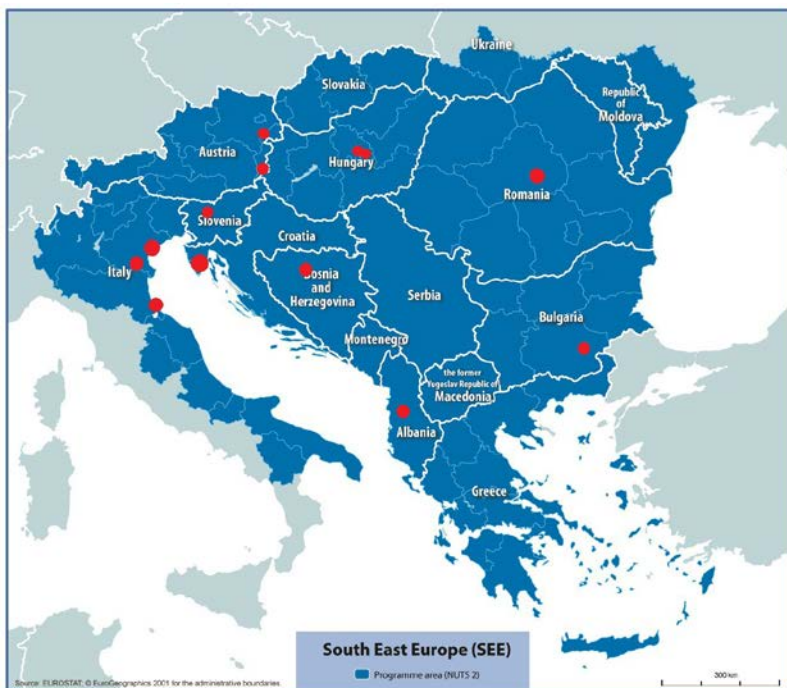 Ukraine
Slovakia
Republic
of
Moldova
Austria
Hungary
Romania
Slovenia
Croatia
Italy
Bosnia
and
Herzegovina
Serbia
Bulgaria
Montenegro
the former
Yugoslav Republic of
Macedonia
Albania
Greece
South East Europe (SEE)
Programme area (NUTS 2)
Source: EUROSTAT; © EuroGeographics 2001 for the administrative boundaries.
300 km